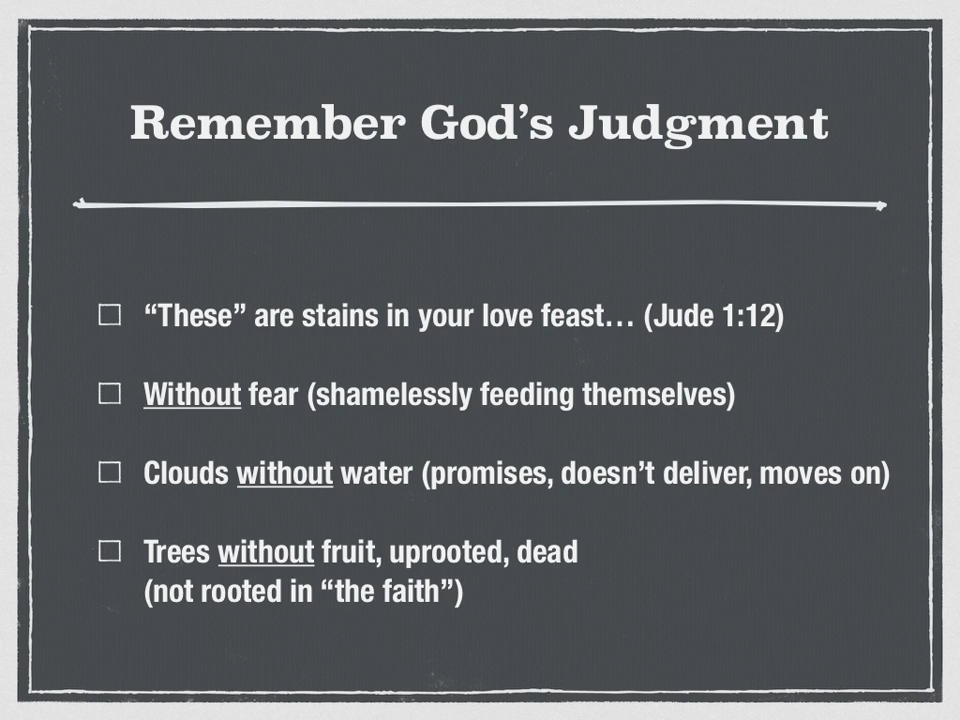 Remember God’s Judgment
“These” are stains in your love feast… (Jude 1:12)
Without fear (shamelessly feeding themselves)
Clouds without water (promises, doesn’t deliver, moves on)
Trees without fruit, uprooted, dead
(not rooted in “the faith”)